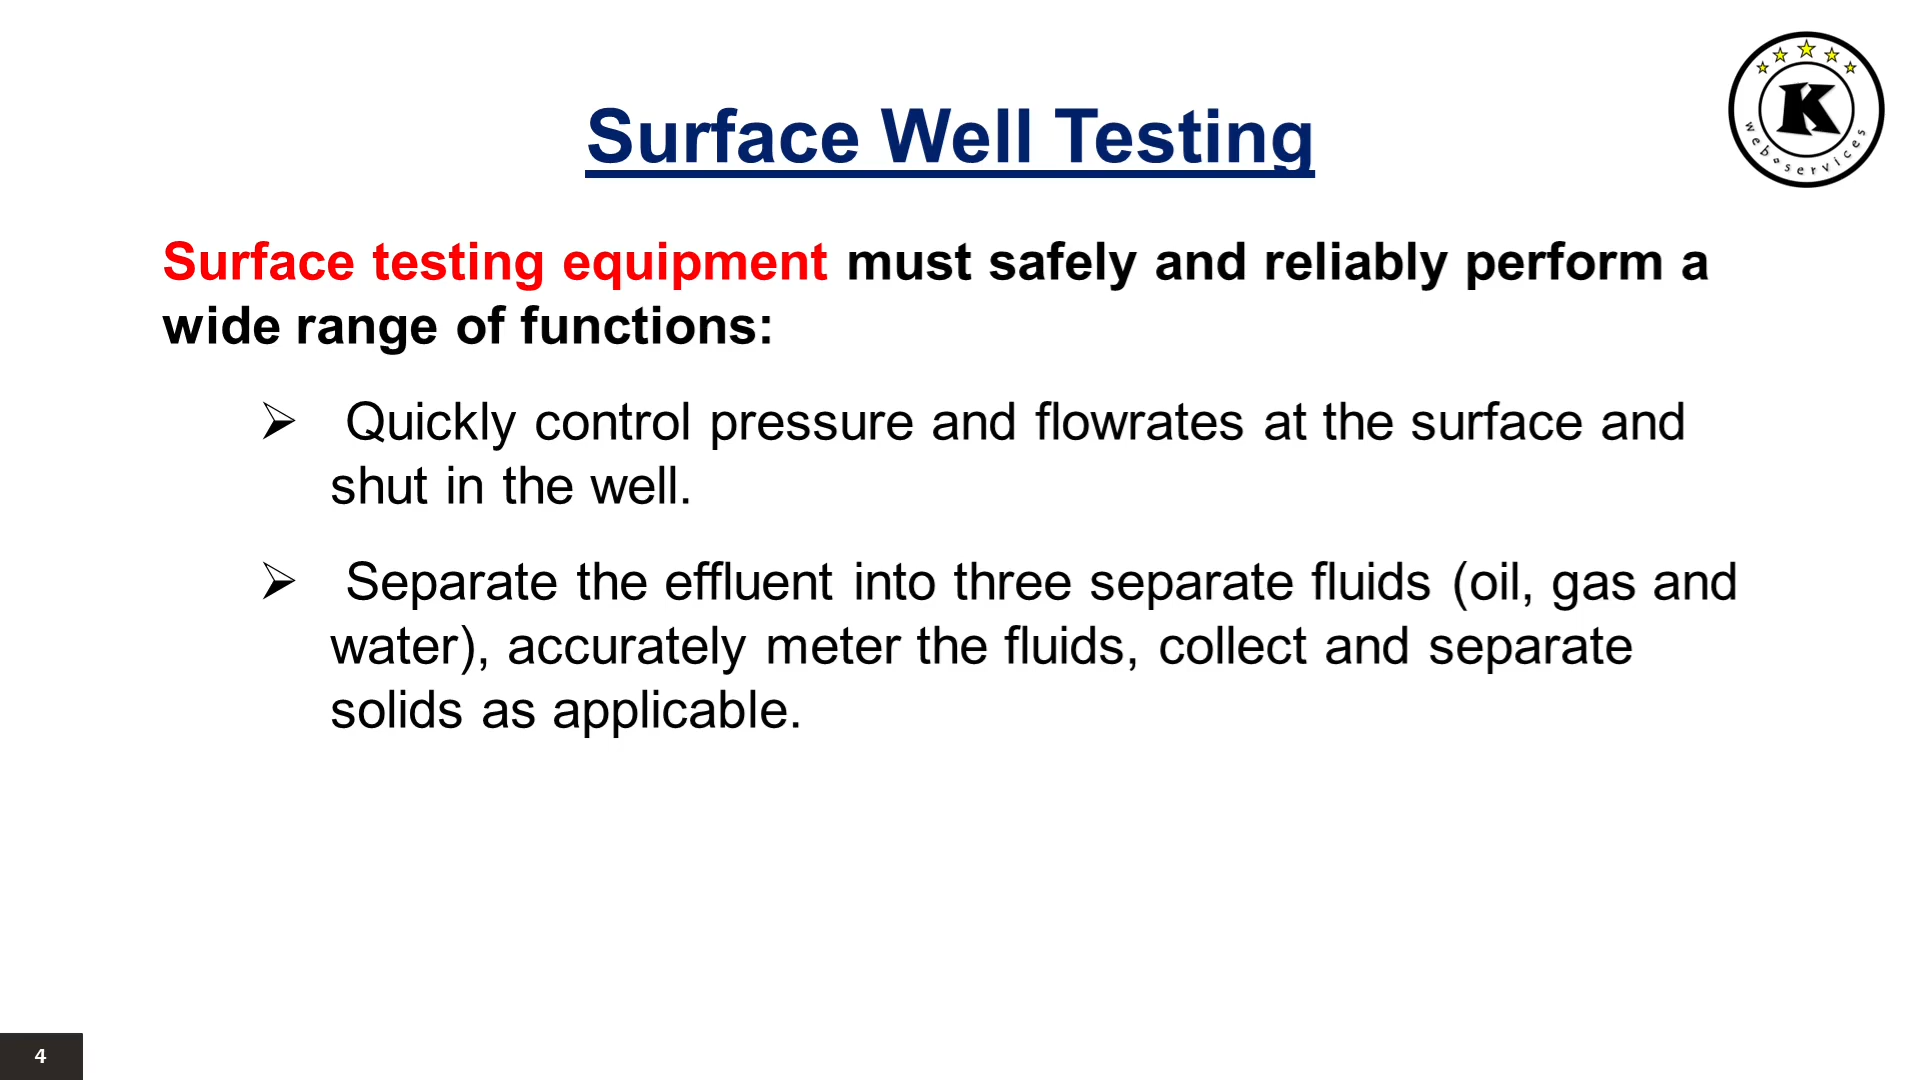 Surface Well Testing
K
web services
Surface testing equipment must safely and reliably perform a
wide range of functions:
➢ Quickly control pressure and flowrates at the surface and
shut in the well.
➢ Separate the effluent into three separate fluids (oil, gas and
water), accurately meter the fluids, collect and separate
solids as applicable.
4